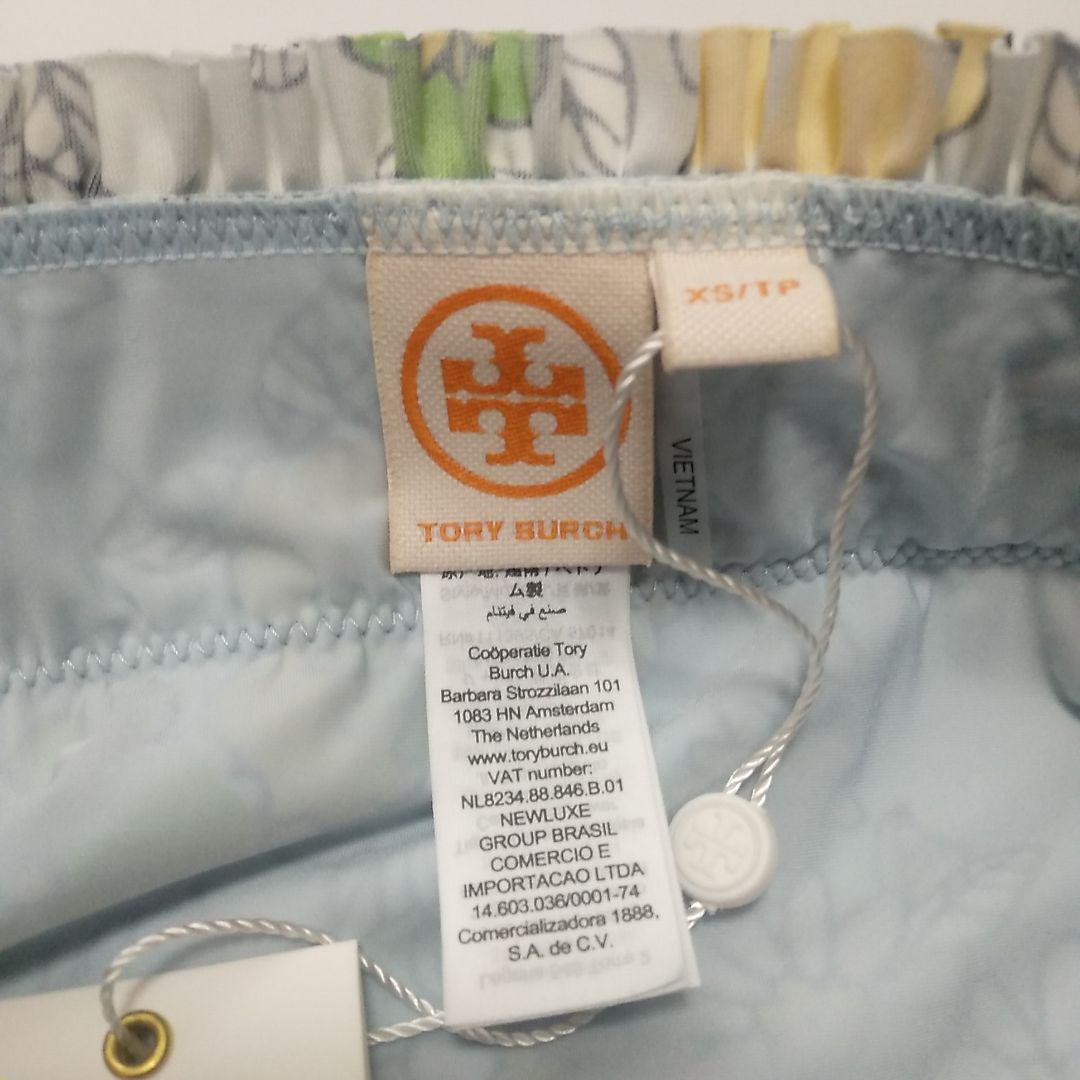 XS/TP
TORY BURCH
VIETNAM
ム製
صنع في فيتنام
Coöperatie Tory
Burch U.A.
Barbara Strozzilaan 101
1083 HN Amsterdam
The Netherlands
www.toryburch.eu
VAT number:
NL8234.88.846.B.01
NEWLUXE
GROUP BRASIL
COMERCIO E
IMPORTACAO LTDA
14.603.036/0001-74
Comercializadora 1888,
S.A. de C.V.